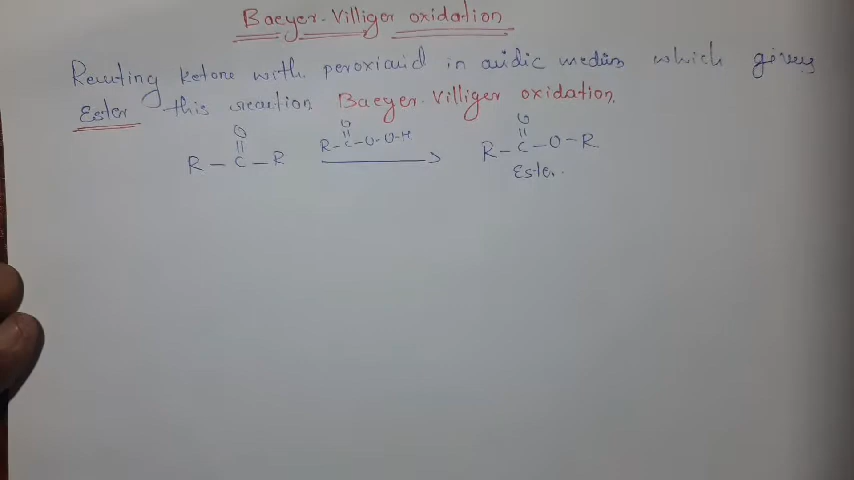 Baeyer-Villiger oxidation
Reacting ketone with peroxiacid in acidic medium which gives
Ester this reaction Baeyer-Villiger oxidation.
O O O
R - C - R R - C - O - O - H R - C - O - R
Ester.